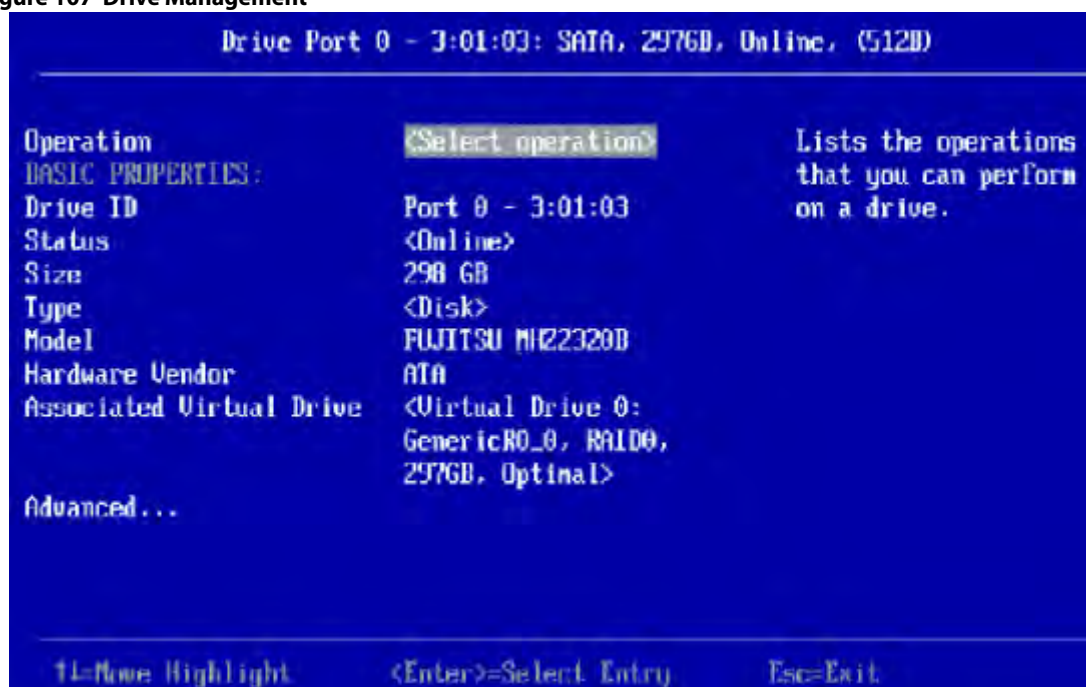 gure 107 Drive Management
Drive Port 0 - 3:01:03: SATA, 297GB, Online, (512B)
Operation <Select operation> Lists the operations
BASIC PROPERTIES: that you can perform
Drive ID Port 0 - 3:01:03 on a drive.
Status <Online>
Size 298 GB
Type <Disk>
Model FUJITSU MHZ2320B
Hardware Vendor ATA
Associated Virtual Drive <Virtual Drive 0:
GenericR0_0, RAID0,
297GB, Optimal>
Advanced...
↑↓=Move Highlight <Enter>=Select Entry Esc=Exit